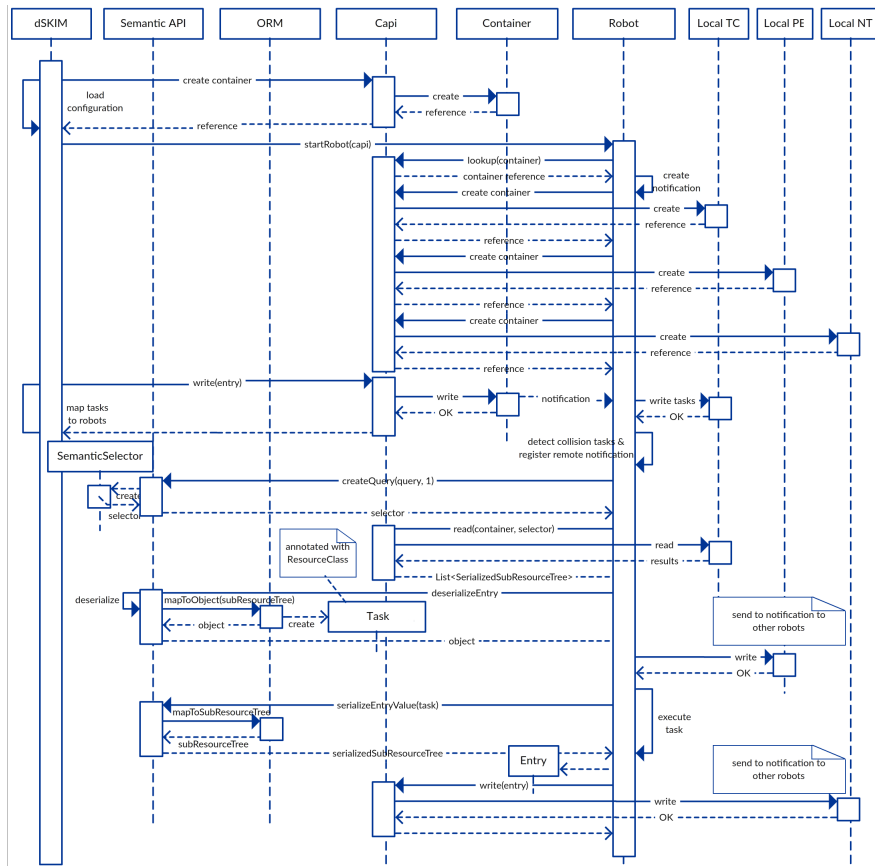 dSKIM
Semantic API
ORM
Capi
Container
Robot
Local TC
Local PE
Local NT
create container
load
configuration
create
reference
reference
startRobot(capi)
lookup(container)
container reference
create
notification
create container
create
reference
reference
create container
create
reference
reference
create container
create
reference
reference
write(entry)
write
notification
write tasks
map tasks
to robots
OK
OK
detect collision tasks &
register remote notification
SemanticSelector
createQuery(query, 1)
create
selector
selector
read(container, selector)
annotated with
ResourceClass
read
results
List<SerializedSubResourceTree>
deserialize
mapToObject(subResourceTree)
deserializeEntry
Task
create
object
send to notification to
other robots
object
write
OK
serializeEntryValue(task)
mapToSubResourceTree
execute
task
subResourceTree
serializedSubResourceTree
Entry
send to notification to
other robots
write(entry)
write
OK